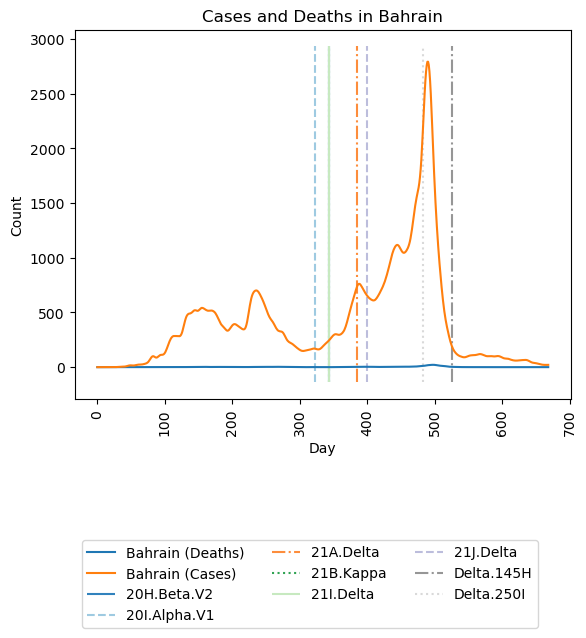 Cases and Deaths in Bahrain
Count
3000
2500
2000
1500
1000
500
0
0
100
200
300
400
500
600
700
Day
Bahrain (Deaths)
Bahrain (Cases)
20H.Beta.V2
20I.Alpha.V1
21A.Delta
21B.Kappa
21I.Delta
21J.Delta
Delta.145H
Delta.250I